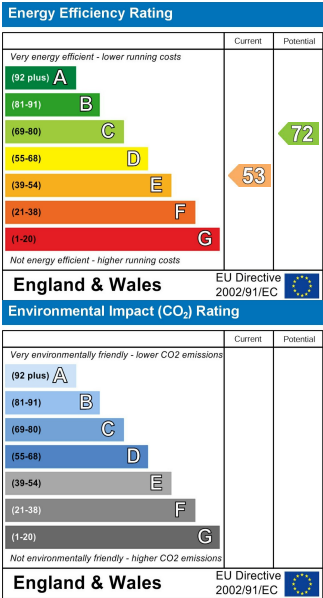 Energy Efficiency Rating
Current Potential
Very energy efficient - lower running costs
(92 plus) A
(81-91) B
(69-80) C
72
(55-68) D
(39-54) E
53
(21-38) F
(1-20) G
Not energy efficient - higher running costs
England & Wales
EU Directive
2002/91/EC
Environmental Impact (CO₂) Rating
Current Potential
Very environmentally friendly - lower CO2 emissions
(92 plus) A
(81-91) B
(69-80) C
(55-68) D
(39-54) E
(21-38) F
(1-20) G
Not environmentally friendly - higher CO2 emissions
England & Wales
EU Directive
2002/91/EC